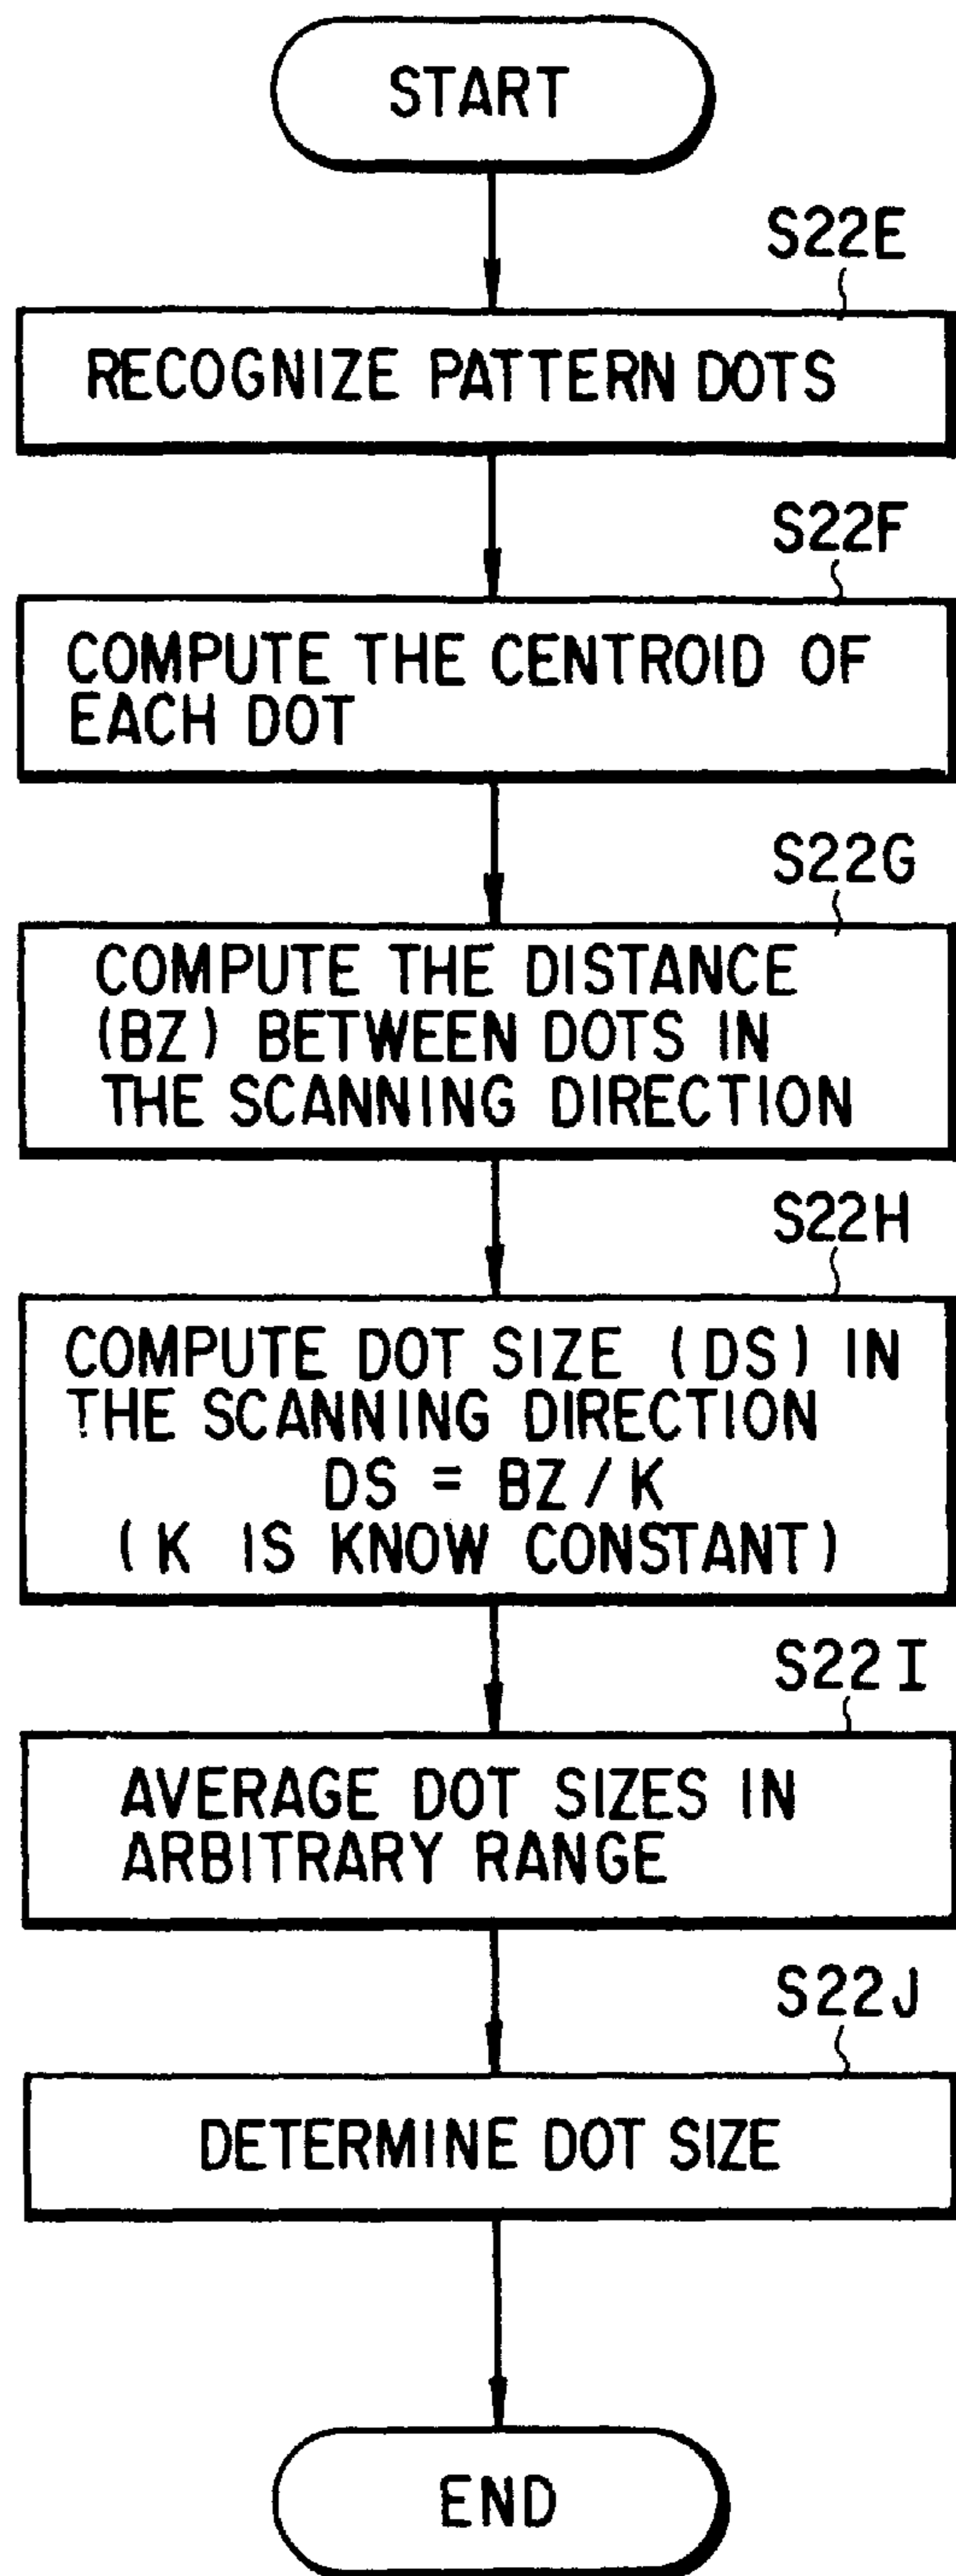 START
S22E
RECOGNIZE PATTERN DOTS
S22F
COMPUTE THE CENTROID OF
EACH DOT
S22G
COMPUTE THE DISTANCE
(BZ) BETWEEN DOTS IN
THE SCANNING DIRECTION
S22H
COMPUTE DOT SIZE (DS) IN
THE SCANNING DIRECTION
DS = BZ / K
(K IS KNOW CONSTANT)
S22I
AVERAGE DOT SIZES IN
ARBITRARY RANGE
S22J
DETERMINE DOT SIZE
END